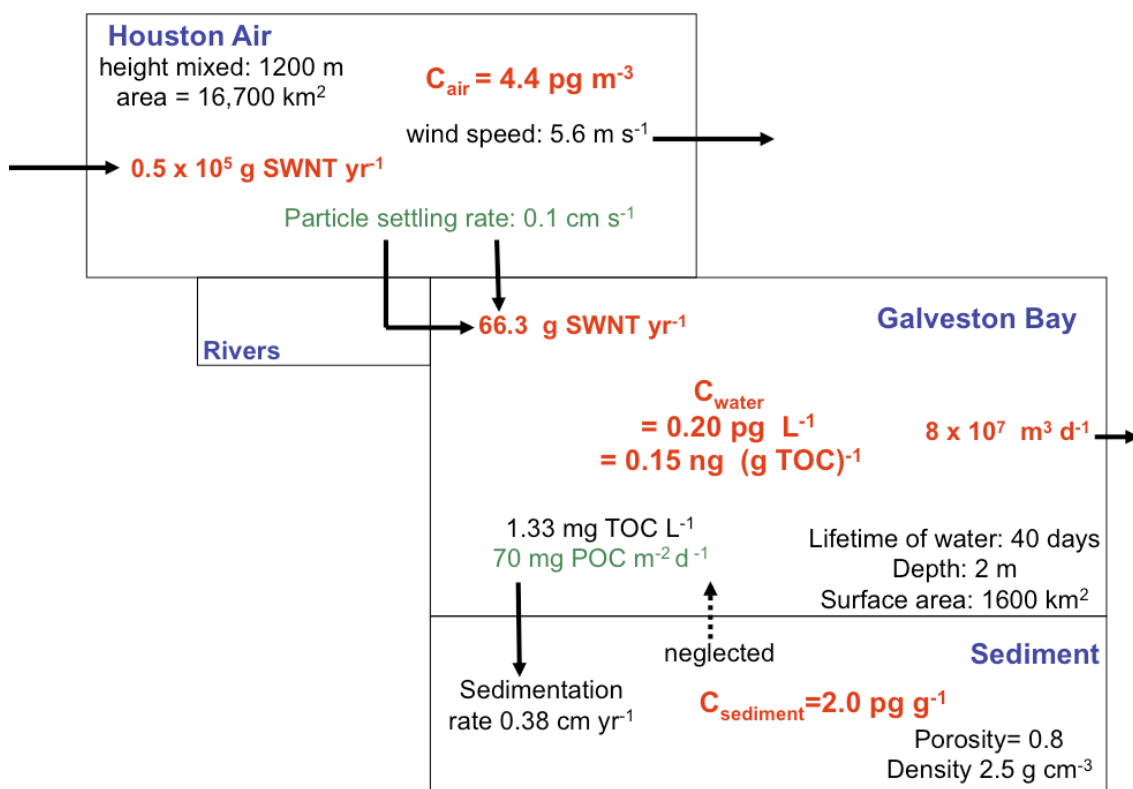 Houston Air
height mixed: 1200 m
area = 16,700 km²
C_air = 4.4 pg m⁻³
wind speed: 5.6 m s⁻¹
0.5 x 10⁵ g SWNT yr⁻¹
Particle settling rate: 0.1 cm s⁻¹
Rivers
66.3 g SWNT yr⁻¹
Galveston Bay
C_water
= 0.20 pg L⁻¹
= 0.15 ng (g TOC)⁻¹
8 x 10⁷ m³ d⁻¹
1.33 mg TOC L⁻¹
70 mg POC m⁻² d⁻¹
Lifetime of water: 40 days
Depth: 2 m
Surface area: 1600 km²
neglected
Sediment
Sedimentation
rate 0.38 cm yr⁻¹
C_sediment=2.0 pg g⁻¹
Porosity= 0.8
Density 2.5 g cm⁻³